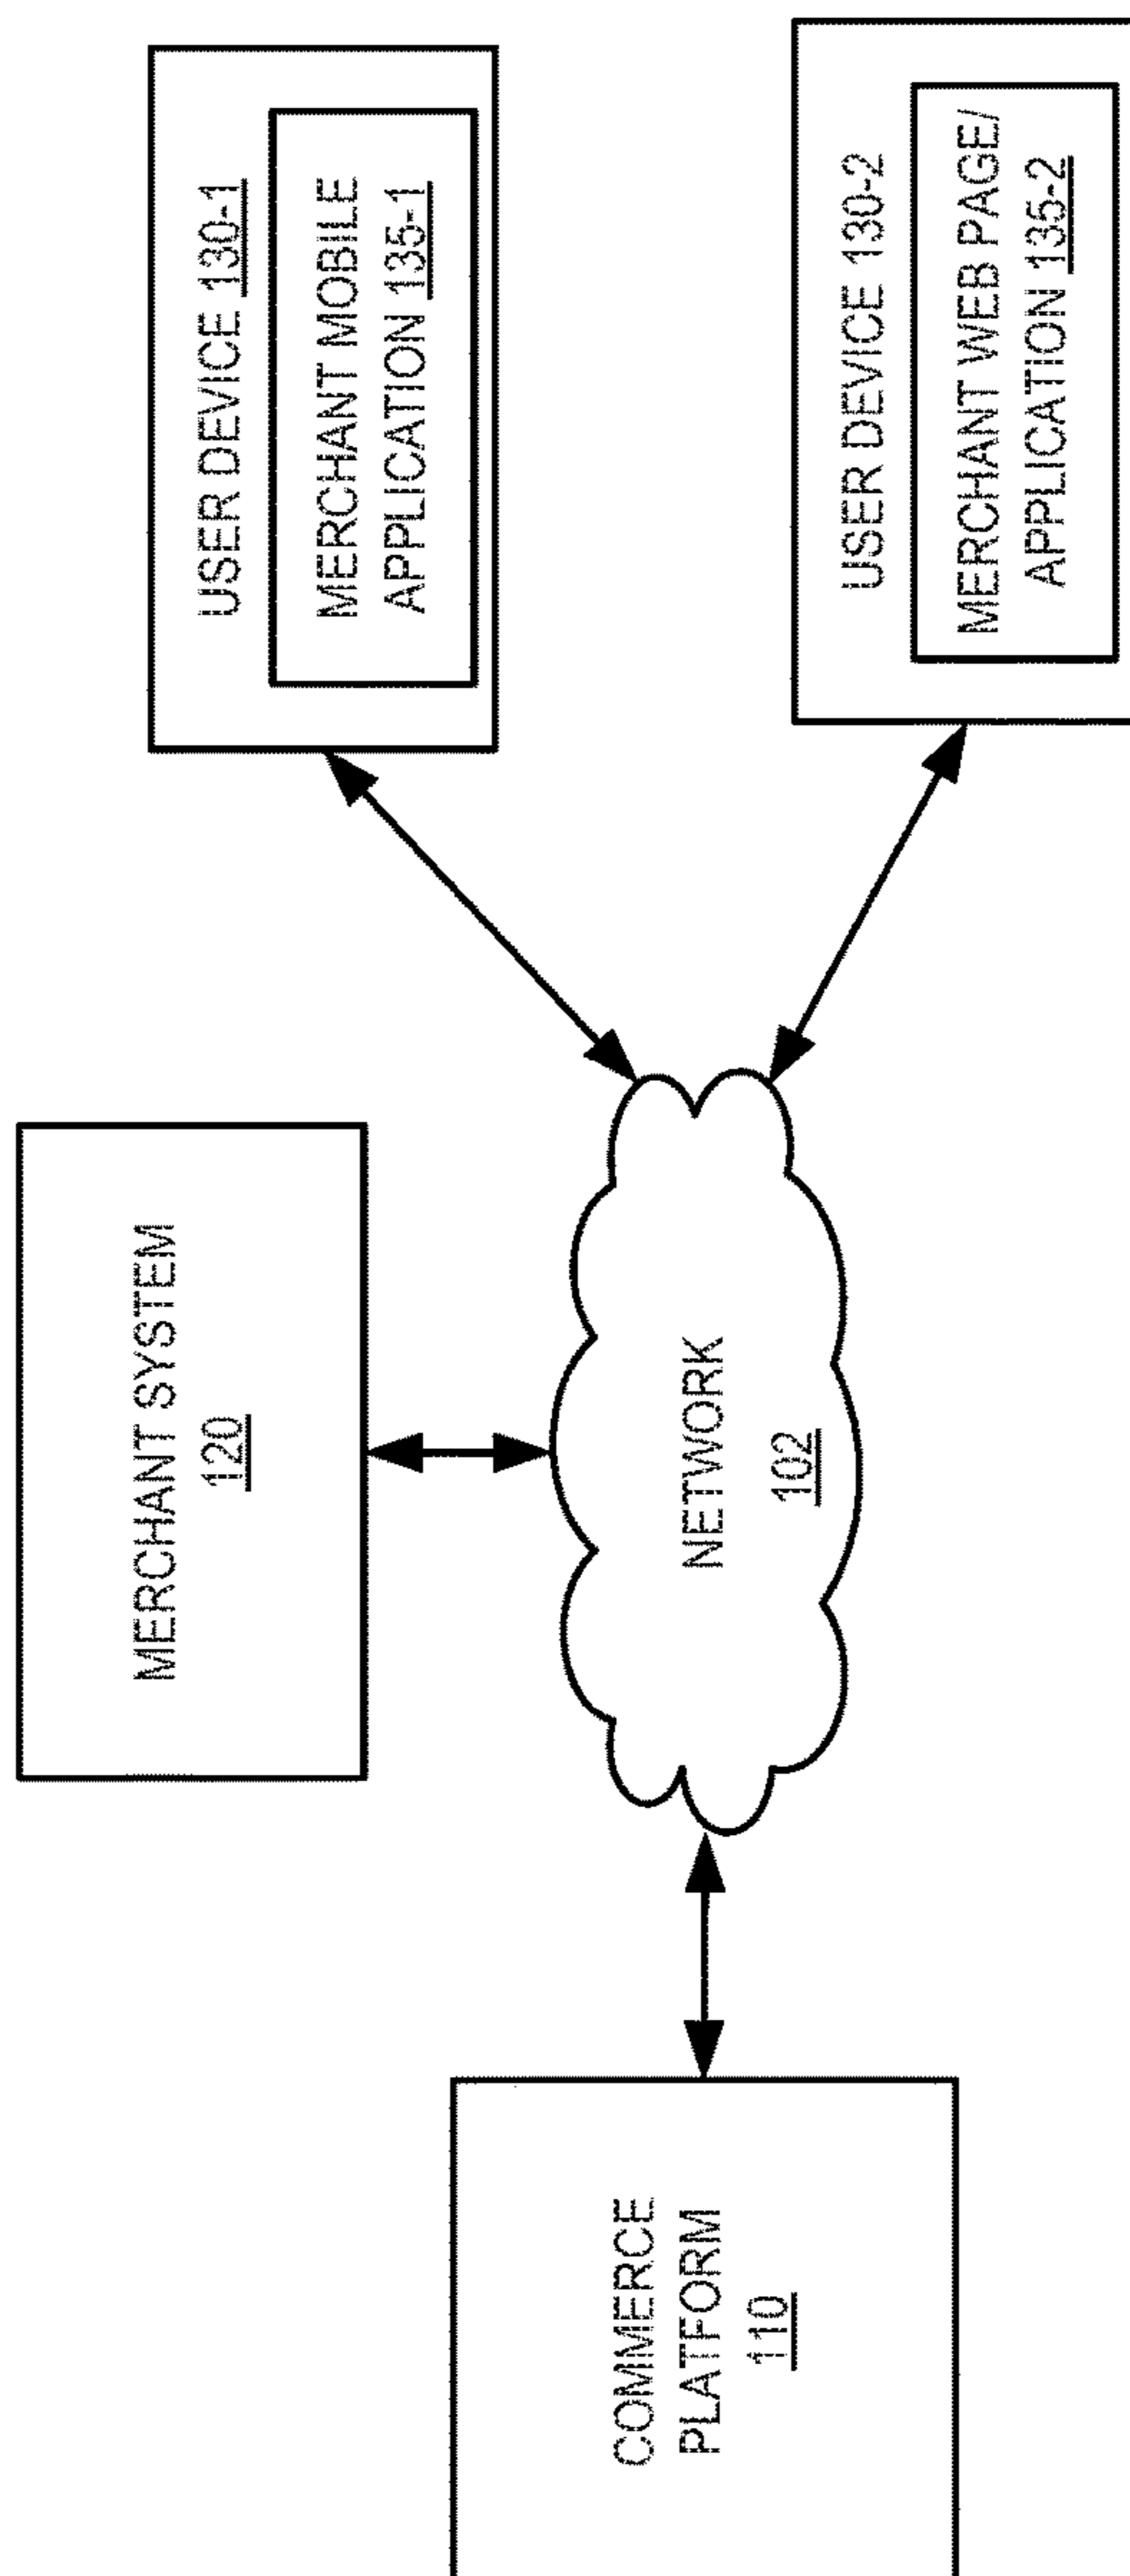 MERCHANT SYSTEM
120
USER DEVICE 130-1
MERCHANT MOBILE
APPLICATION 135-1
COMMERCE
PLATFORM
110
NETWORK
102
USER DEVICE 130-2
MERCHANT WEB PAGE/
APPLICATION 135-2